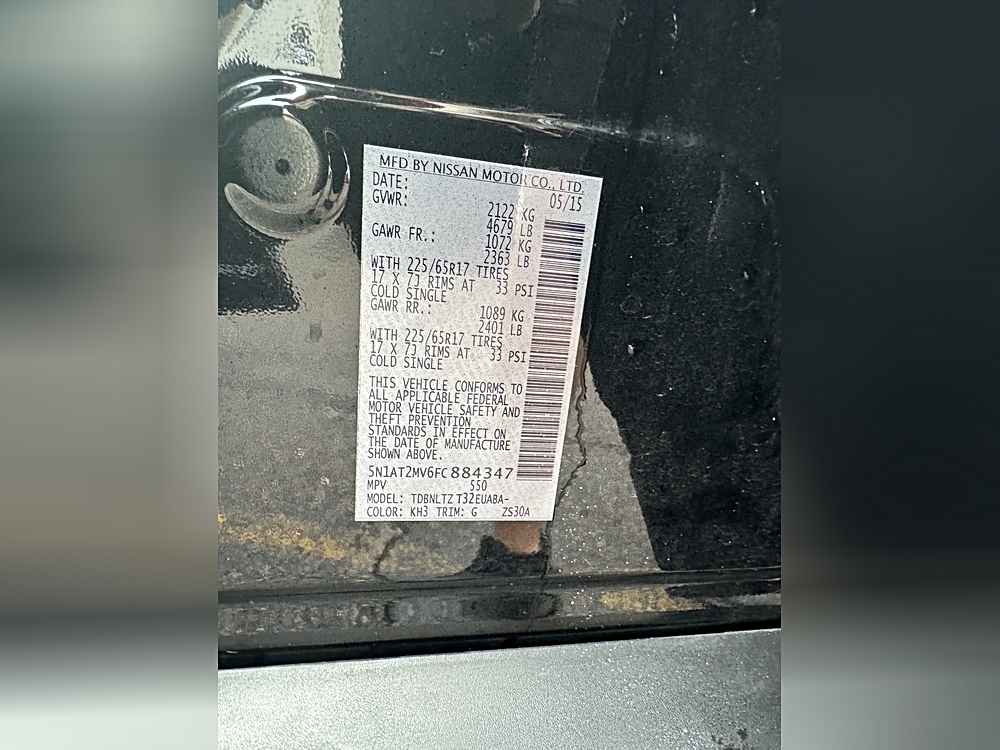 MFD BY NISSAN MOTOR CO., LTD.
DATE: 05/15
GVWR: 2122 KG
4679 LB
GAWR FR.: 1072 KG
2363 LB
WITH 225/65R17 TIRES
17 X 7J RIMS AT 33 PSI
COLD SINGLE
GAWR RR.: 1089 KG
2401 LB
WITH 225/65R17 TIRES
17 X 7J RIMS AT 33 PSI
COLD SINGLE
THIS VEHICLE CONFORMS TO
ALL APPLICABLE FEDERAL
MOTOR VEHICLE SAFETY AND
THEFT PREVENTION
STANDARDS IN EFFECT ON
THE DATE OF MANUFACTURE
SHOWN ABOVE.
5N1AT2MV6FC884347
MPV 550
MODEL: TDBNLTZ T32EUABA-
COLOR: KH3 TRIM: G ZS30A